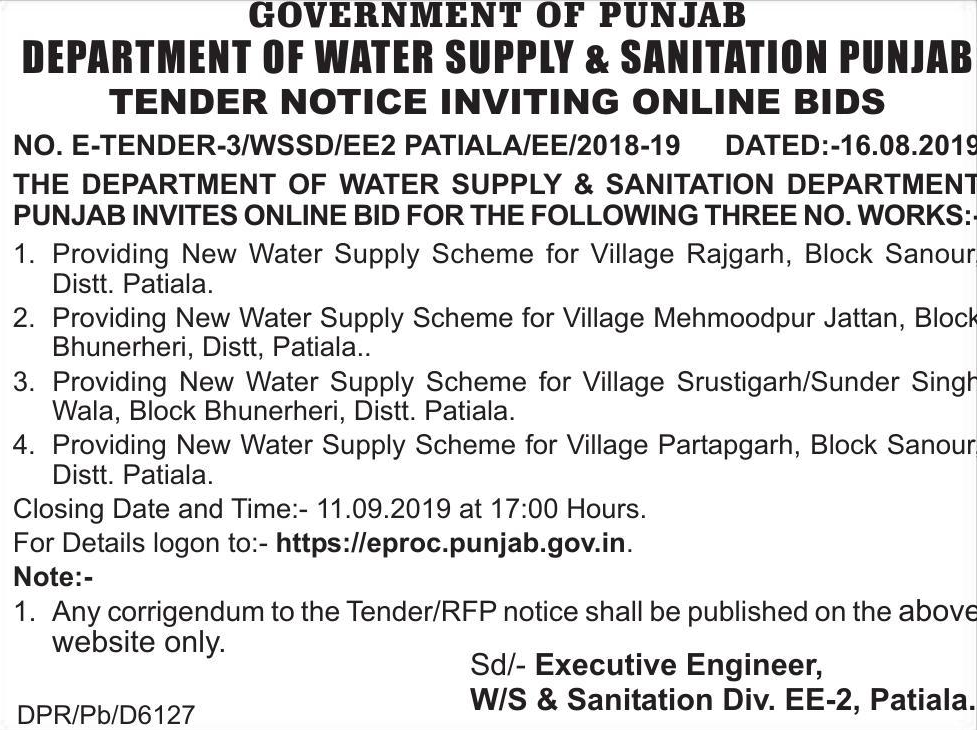 GOVERNMENT OF PUNJAB
DEPARTMENT OF WATER SUPPLY & SANITATION PUNJAB
TENDER NOTICE INVITING ONLINE BIDS
NO. E-TENDER-3/WSSD/EE2 PATIALA/EE/2018-19 DATED:-16.08.2019
THE DEPARTMENT OF WATER SUPPLY & SANITATION DEPARTMENT
PUNJAB INVITES ONLINE BID FOR THE FOLLOWING THREE NO. WORKS:-
1. Providing New Water Supply Scheme for Village Rajgarh, Block Sanour,
Distt. Patiala.
2. Providing New Water Supply Scheme for Village Mehmoodpur Jattan, Block
Bhunerheri, Distt, Patiala..
3. Providing New Water Supply Scheme for Village Srustigarh/Sunder Singh
Wala, Block Bhunerheri, Distt. Patiala.
4. Providing New Water Supply Scheme for Village Partapgarh, Block Sanour,
Distt. Patiala.
Closing Date and Time:- 11.09.2019 at 17:00 Hours.
For Details logon to:- https://eproc.punjab.gov.in.
Note:-
1. Any corrigendum to the Tender/RFP notice shall be published on the above
website only.
Sd/- Executive Engineer,
W/S & Sanitation Div. EE-2, Patiala.
DPR/Pb/D6127